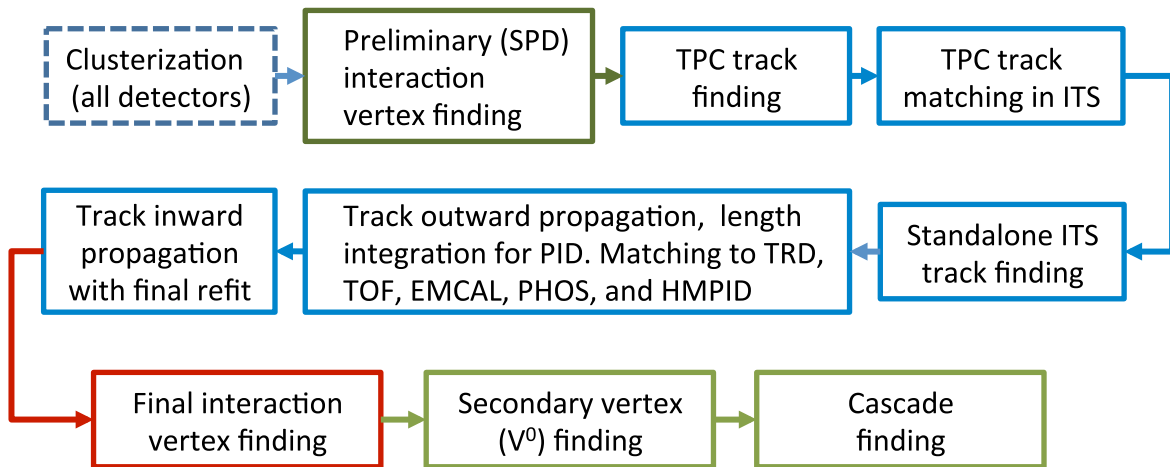 Clusterization
(all detectors)
Preliminary (SPD)
interaction
vertex finding
TPC track
finding
TPC track
matching in ITS
Standalone ITS
track finding
Track outward propagation, length
integration for PID. Matching to TRD,
TOF, EMCAL, PHOS, and HMPID
Track inward
propagation
with final refit
Final interaction
vertex finding
Secondary vertex
(V⁰) finding
Cascade
finding